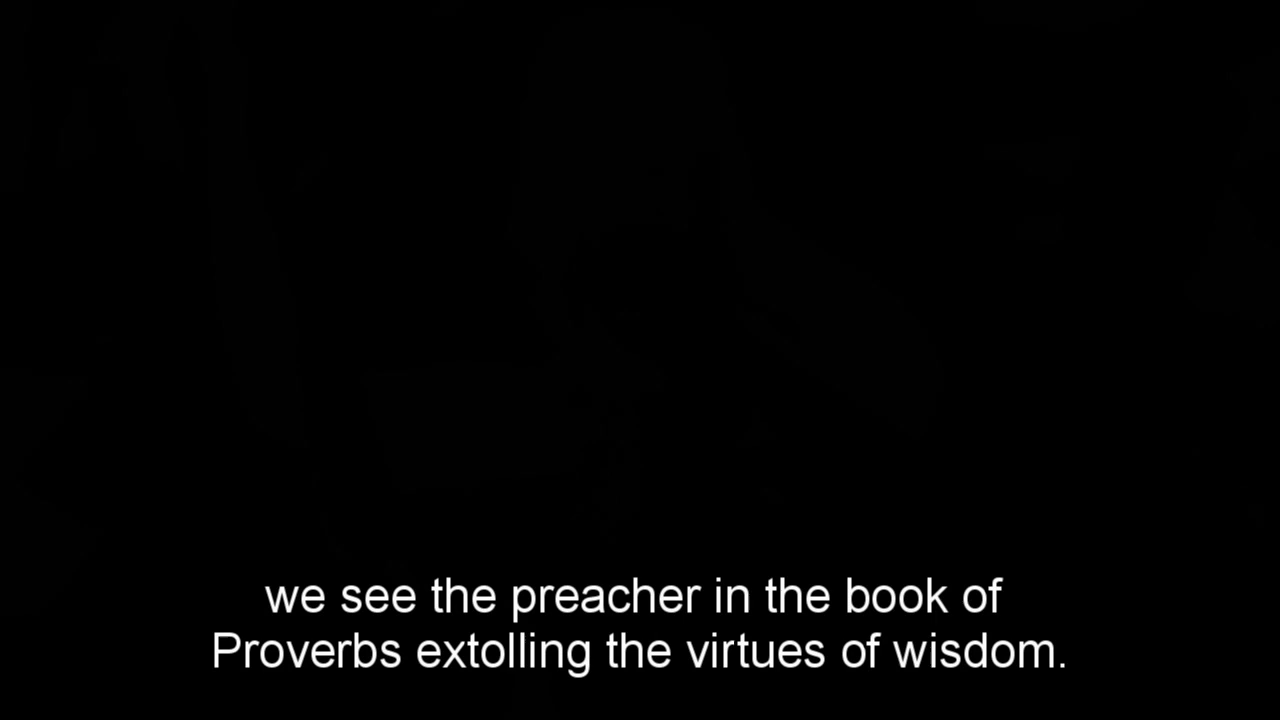 we see the preacher in the book of
Proverbs extolling the virtues of wisdom.